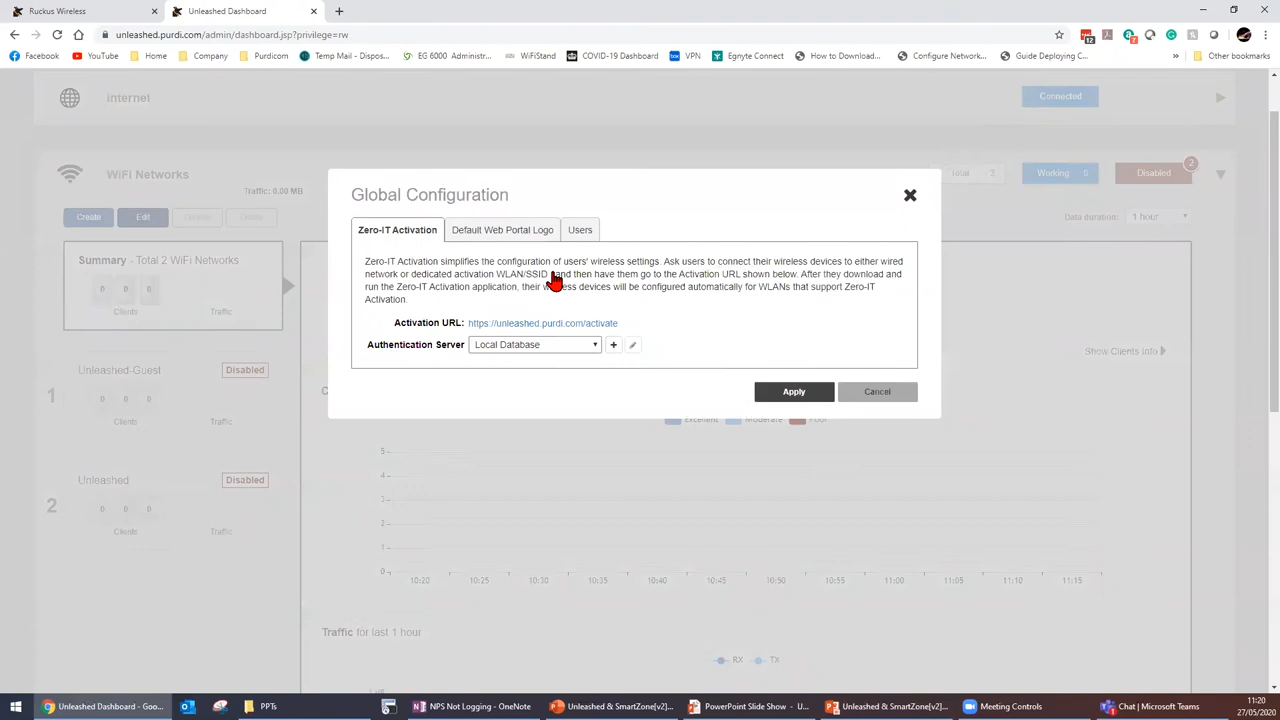 Ruckus Wireless
Unleashed Dashboard
unleashed.purdi.com/admin/dashboard.jsp?privilege=rw
12
7
Facebook
YouTube
Home
Company
Purdicom
Temp Mail - Dispos...
EG 6000 Administr...
WiFiStand
COVID-19 Dashboard
VPN
Egnyte Connect
How to Download...
Configure Network...
Guide Deploying C...
Other bookmarks
Internet
Connected
WiFi Networks
Traffic: 0.00 MB
Total
Working
Disabled
2
Create
Edit
Data duration:
1 hour
Summary - Total 2 WiFi Networks
0 0 0
Clients
Traffic
1
Unleashed-Guest
Disabled
0 0 0
Clients
Traffic
2
Unleashed
Disabled
0 0 0
Clients
Traffic
Global Configuration
Zero-IT Activation
Default Web Portal Logo
Users
Zero-IT Activation simplifies the configuration of users' wireless settings. Ask users to connect their wireless devices to either wired
network or dedicated activation WLAN/SSID, and then have them go to the Activation URL shown below. After they download and
run the Zero-IT Activation application, their wireless devices will be configured automatically for WLANs that support Zero-IT
Activation.
Activation URL: https://unleashed.purdi.com/activate
Authentication Server Local Database
Apply
Cancel
Show Clients Info
Excellent
Moderate
Poor
5
4
3
2
1
0
10:20 10:25 10:30 10:35 10:40 10:45 10:50 10:55 11:00 11:05 11:10 11:15
Traffic for last 1 hour
RX
TX
Unleashed Dashboard - Goo...
PPTs
NPS Not Logging - OneNote
Unleashed & SmartZone[v2]...
PowerPoint Slide Show - U...
Unleashed & SmartZone[v2]...
Meeting Controls
Chat | Microsoft Teams
11:20
27/05/2020